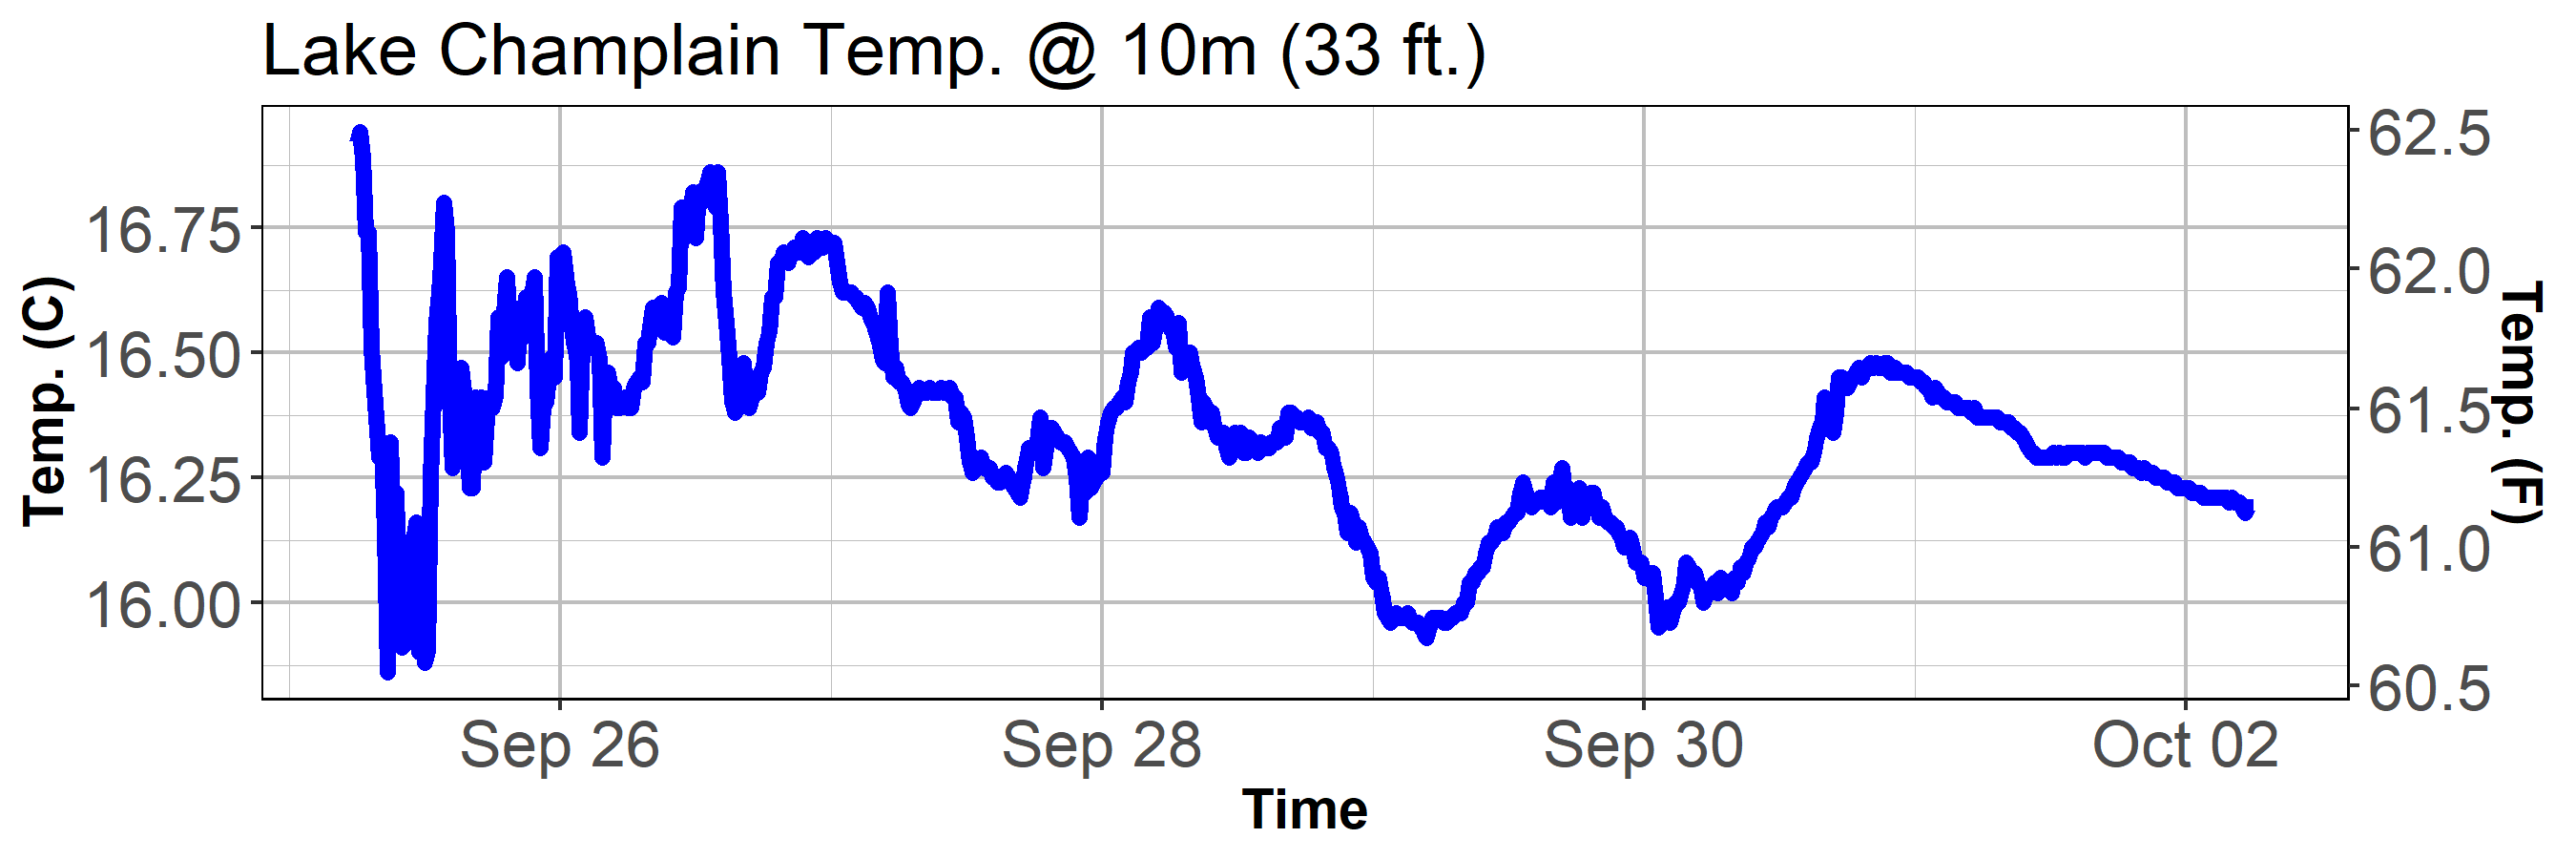 Lake Champlain Temp. @ 10m (33 ft.)
Temp. (C)
16.75
16.50
16.25
16.00
62.5
62.0
61.5
61.0
60.5
Temp. (F)
Sep 26
Sep 28
Sep 30
Oct 02
Time